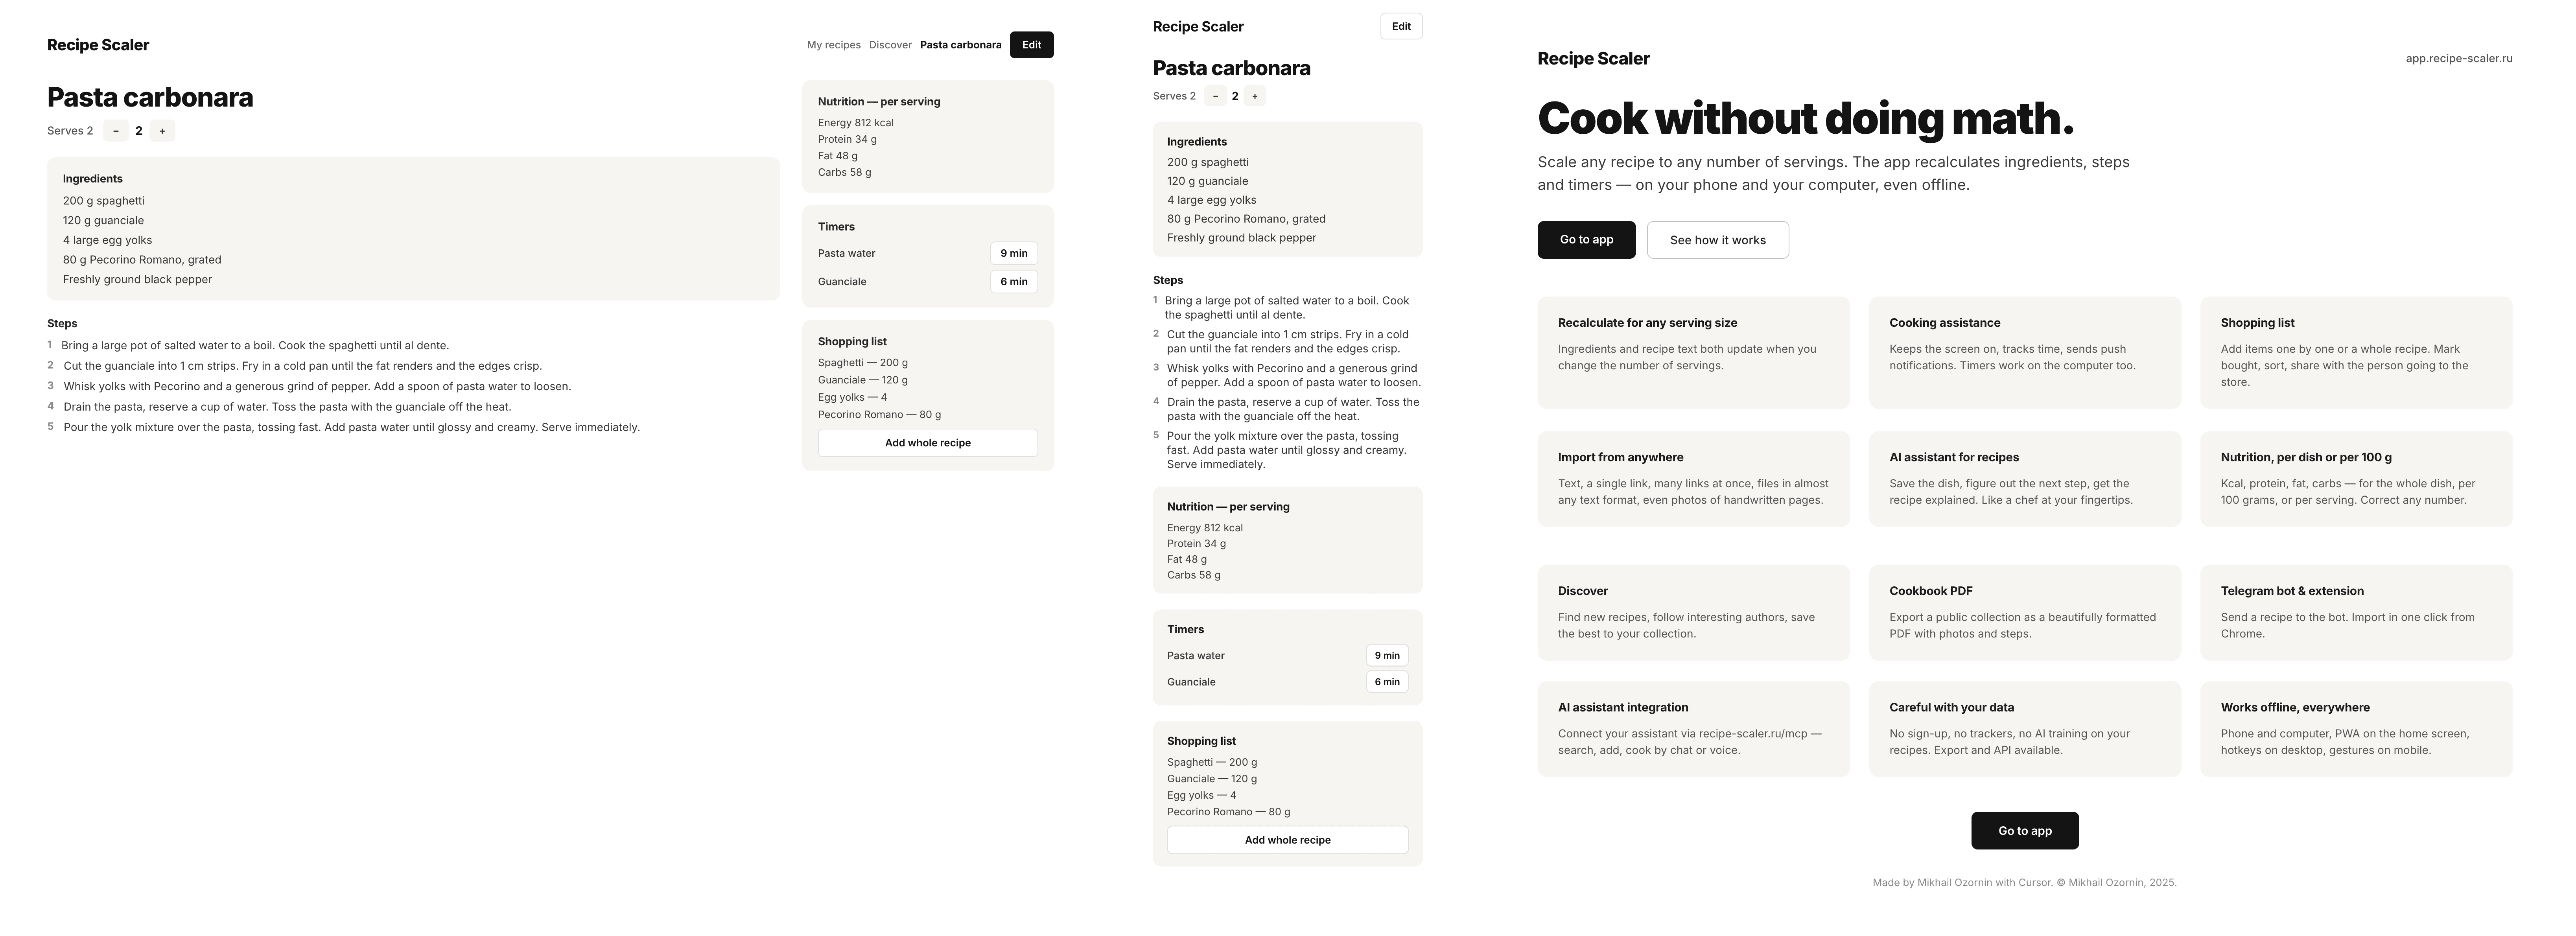 Recipe Scaler
My recipes Discover Pasta carbonara Edit
Pasta carbonara
Serves 2 − 2 +
Ingredients
200 g spaghetti
120 g guanciale
4 large egg yolks
80 g Pecorino Romano, grated
Freshly ground black pepper
Steps
1 Bring a large pot of salted water to a boil. Cook the spaghetti until al dente.
2 Cut the guanciale into 1 cm strips. Fry in a cold pan until the fat renders and the edges crisp.
3 Whisk yolks with Pecorino and a generous grind of pepper. Add a spoon of pasta water to loosen.
4 Drain the pasta, reserve a cup of water. Toss the pasta with the guanciale off the heat.
5 Pour the yolk mixture over the pasta, tossing fast. Add pasta water until glossy and creamy. Serve immediately.
Nutrition — per serving
Energy 812 kcal
Protein 34 g
Fat 48 g
Carbs 58 g
Timers
Pasta water 9 min
Guanciale 6 min
Shopping list
Spaghetti — 200 g
Guanciale — 120 g
Egg yolks — 4
Pecorino Romano — 80 g
Add whole recipe
Recipe Scaler
Edit
Pasta carbonara
Serves 2 − 2 +
Ingredients
200 g spaghetti
120 g guanciale
4 large egg yolks
80 g Pecorino Romano, grated
Freshly ground black pepper
Steps
1 Bring a large pot of salted water to a boil. Cook
the spaghetti until al dente.
2 Cut the guanciale into 1 cm strips. Fry in a cold
pan until the fat renders and the edges crisp.
3 Whisk yolks with Pecorino and a generous grind
of pepper. Add a spoon of pasta water to loosen.
4 Drain the pasta, reserve a cup of water. Toss the
pasta with the guanciale off the heat.
5 Pour the yolk mixture over the pasta, tossing
fast. Add pasta water until glossy and creamy.
Serve immediately.
Nutrition — per serving
Energy 812 kcal
Protein 34 g
Fat 48 g
Carbs 58 g
Timers
Pasta water 9 min
Guanciale 6 min
Shopping list
Spaghetti — 200 g
Guanciale — 120 g
Egg yolks — 4
Pecorino Romano — 80 g
Add whole recipe
Recipe Scaler
app.recipe-scaler.ru
Cook without doing math.
Scale any recipe to any number of servings. The app recalculates ingredients, steps
and timers — on your phone and your computer, even offline.
Go to app
See how it works
Recalculate for any serving size
Ingredients and recipe text both update when you
change the number of servings.
Cooking assistance
Keeps the screen on, tracks time, sends push
notifications. Timers work on the computer too.
Shopping list
Add items one by one or a whole recipe. Mark
bought, sort, share with the person going to the
store.
Import from anywhere
Text, a single link, many links at once, files in almost
any text format, even photos of handwritten pages.
AI assistant for recipes
Save the dish, figure out the next step, get the
recipe explained. Like a chef at your fingertips.
Nutrition, per dish or per 100 g
Kcal, protein, fat, carbs — for the whole dish, per
100 grams, or per serving. Correct any number.
Discover
Find new recipes, follow interesting authors, save
the best to your collection.
Cookbook PDF
Export a public collection as a beautifully formatted
PDF with photos and steps.
Telegram bot & extension
Send a recipe to the bot. Import in one click from
Chrome.
AI assistant integration
Connect your assistant via recipe-scaler.ru/mcp —
search, add, cook by chat or voice.
Careful with your data
No sign-up, no trackers, no AI training on your
recipes. Export and API available.
Works offline, everywhere
Phone and computer, PWA on the home screen,
hotkeys on desktop, gestures on mobile.
Go to app
Made by Mikhail Ozornin with Cursor. © Mikhail Ozornin, 2025.